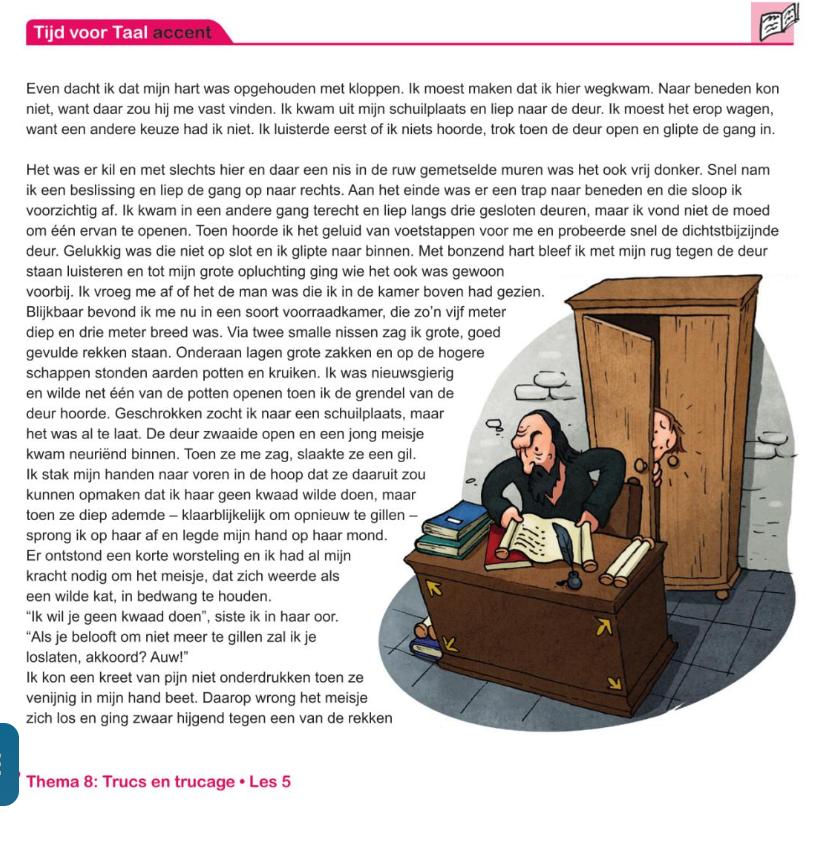 Tijd voor Taal accent
Even dacht ik dat mijn hart was opgehouden met kloppen. Ik moest maken dat ik hier wegkwam. Naar beneden kon
niet, want daar zou hij me vast vinden. Ik kwam uit mijn schuilplaats en liep naar de deur. Ik moest het erop wagen,
want een andere keuze had ik niet. Ik luisterde eerst of ik niets hoorde, trok toen de deur open en glipte de gang in.
Het was er kil en met slechts hier en daar een nis in de ruw gemetselde muren was het ook vrij donker. Snel nam
ik een beslissing en liep de gang op naar rechts. Aan het einde was er een trap naar beneden en die sloop ik
voorzichtig af. Ik kwam in een andere gang terecht en liep langs drie gesloten deuren, maar ik vond niet de moed
om één ervan te openen. Toen hoorde ik het geluid van voetstappen voor me en probeerde snel de dichtstbijzijnde
deur. Gelukkig was die niet op slot en ik glipte naar binnen. Met bonzend hart bleef ik met mijn rug tegen de deur
staan luisteren en tot mijn grote opluchting ging wie het ook was gewoon
voorbij. Ik vroeg me af of het de man was die ik in de kamer boven had gezien.
Blijkbaar bevond ik me nu in een soort voorraadkamer, die zo'n vijf meter
diep en drie meter breed was. Via twee smalle nissen zag ik grote, goed
gevulde rekken staan. Onderaan lagen grote zakken en op de hogere
schappen stonden aarden potten en kruiken. Ik was nieuwsgierig
en wilde net één van de potten openen toen ik de grendel van de
deur hoorde. Geschrokken zocht ik naar een schuilplaats, maar
het was al te laat. De deur zwaaide open en een jong meisje
kwam neuriënd binnen. Toen ze me zag, slaakte ze een gil.
Ik stak mijn handen naar voren in de hoop dat ze daaruit zou
kunnen opmaken dat ik haar geen kwaad wilde doen, maar
toen ze diep ademde – klaarblijkelijk om opnieuw te gillen –
sprong ik op haar af en legde mijn hand op haar mond.
Er ontstond een korte worsteling en ik had al mijn
kracht nodig om het meisje, dat zich weerde als
een wilde kat, in bedwang te houden.
“Ik wil je geen kwaad doen”, siste ik in haar oor.
“Als je belooft om niet meer te gillen zal ik je
loslaten, akkoord? Auw!”
Ik kon een kreet van pijn niet onderdrukken toen ze
venijnig in mijn hand beet. Daarop wrong het meisje
zich los en ging zwaar hijgend tegen een van de rekken
Thema 8: Trucs en trucage • Les 5